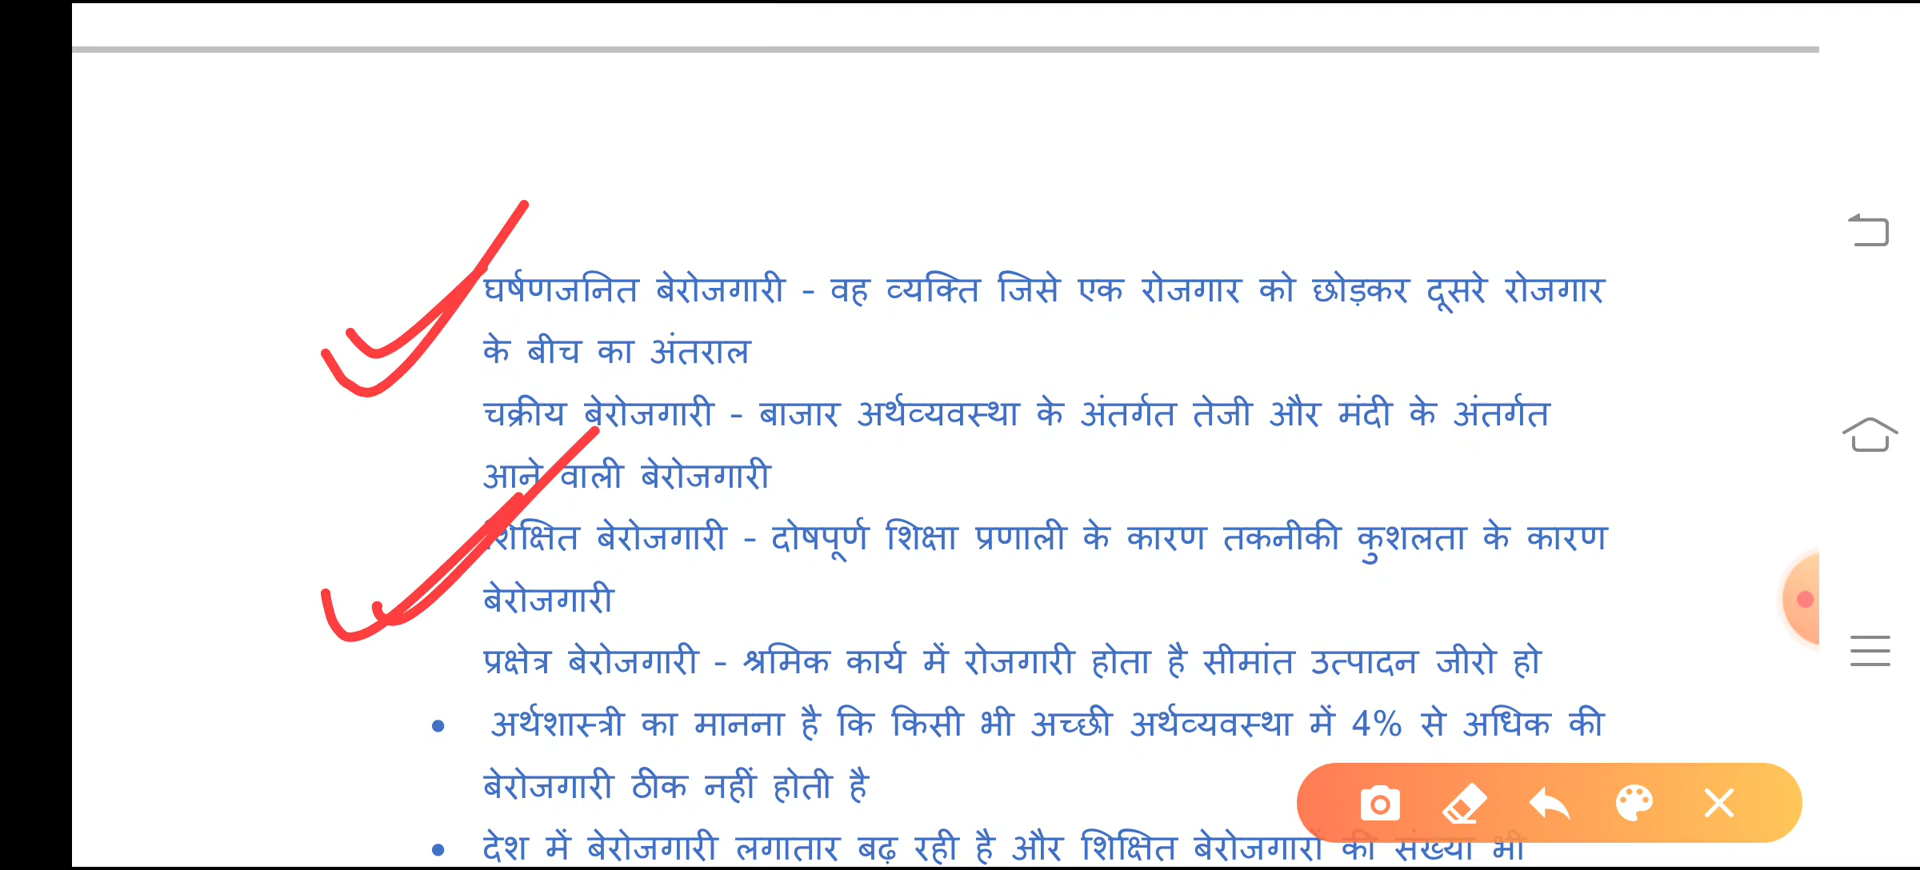 घर्षणजनित बेरोजगारी - वह व्यक्ति जिसे एक रोजगार को छोड़कर दूसरे रोजगार
के बीच का अंतराल
चक्रीय बेरोजगारी - बाजार अर्थव्यवस्था के अंतर्गत तेजी और मंदी के अंतर्गत
आने वाली बेरोजगारी
शिक्षित बेरोजगारी - दोषपूर्ण शिक्षा प्रणाली के कारण तकनीकी कुशलता के कारण
बेरोजगारी
प्रक्षेत्र बेरोजगारी - श्रमिक कार्य में रोजगारी होता है सीमांत उत्पादन जीरो हो
• अर्थशास्त्री का मानना है कि किसी भी अच्छी अर्थव्यवस्था में 4% से अधिक की
बेरोजगारी ठीक नहीं होती है
• देश में बेरोजगारी लगातार बढ़ रही है और शिक्षित बेरोजगारों की संख्या भी